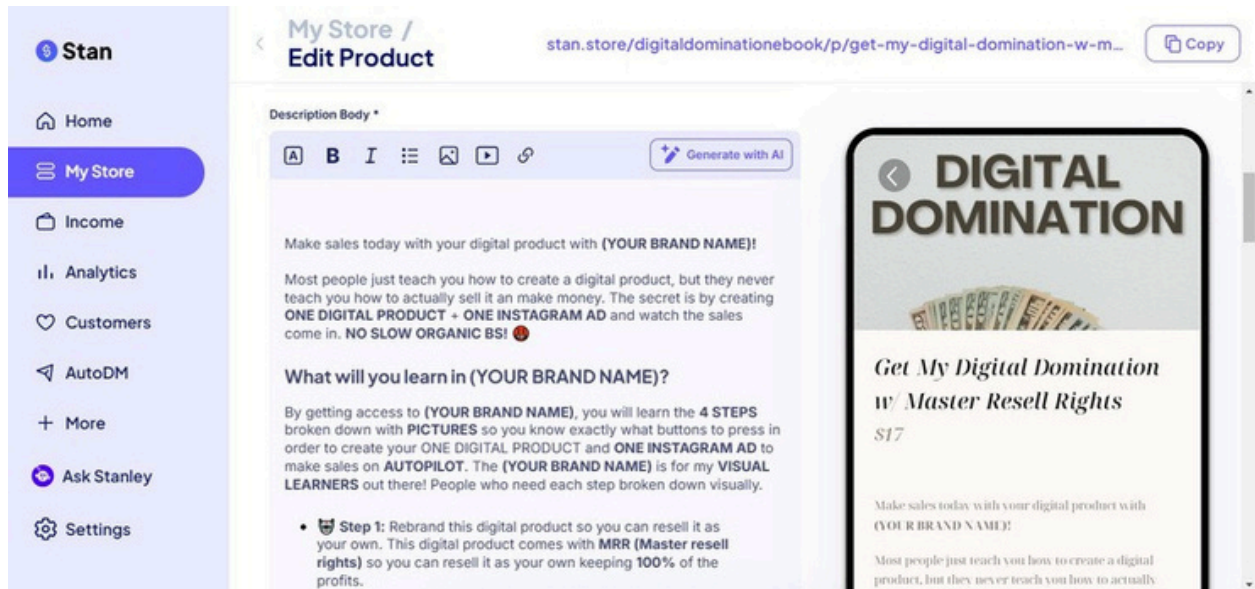 Stan
Home
My Store
Income
Analytics
Customers
AutoDM
More
Ask Stanley
Settings
My Store /
Edit Product
stan.store/digitaldominationebook/p/get-my-digital-domination-w-m...
Copy
Description Body *
A B I
Generate with AI
Make sales today with your digital product with (YOUR BRAND NAME)!
Most people just teach you how to create a digital product, but they never
teach you how to actually sell it an make money. The secret is by creating
ONE DIGITAL PRODUCT + ONE INSTAGRAM AD and watch the sales
come in. NO SLOW ORGANIC BS!
What will you learn in (YOUR BRAND NAME)?
By getting access to (YOUR BRAND NAME), you will learn the 4 STEPS
broken down with PICTURES so you know exactly what buttons to press in
order to create your ONE DIGITAL PRODUCT and ONE INSTAGRAM AD to
make sales on AUTOPILOT. The (YOUR BRAND NAME) is for my VISUAL
LEARNERS out there! People who need each step broken down visually.
• Step 1: Rebrand this digital product so you can resell it as
your own. This digital product comes with MRR (Master resell
rights) so you can resell it as your own keeping 100% of the
profits.
DIGITAL
DOMINATION
Get My Digital Domination
w/ Master Resell Rights
$17
Make sales today with your digital product with
(YOUR BRAND NAME)!
Most people just teach you how to create a digital
product, but they never teach you how to actually